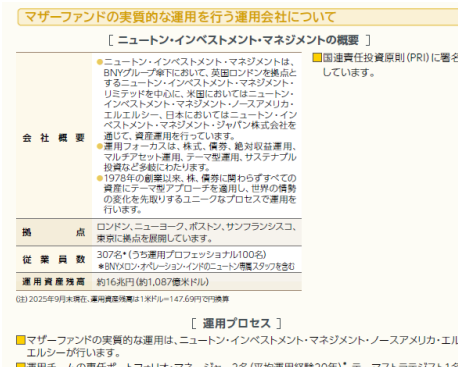 マザーファンドの実質的な運用を行う運用会社について
［ ニュートン・インベストメント・マネジメントの概要 ］
会社概要
●ニュートン・インベストメント・マネジメントは、
BNYグループ傘下において、英国ロンドンを拠点と
するニュートン・インベストメント・マネジメント・
リミテッドを中心に、米国においてはニュートン・
インベストメント・マネジメント・ノースアメリカ・
エルエルシー、日本においてはニュートン・イン
ベストメント・マネジメント・ジャパン株式会社を
通じて、資産運用を行っています。
●運用フォーカスは、株式、債券、絶対収益運用、
マルチアセット運用、テーマ型運用、サステナブル
投資など多岐にわたります。
●1978年の創業以来、株、債券に関わらずすべての
資産にテーマ型アプローチを適用し、世界の情勢
の変化を先取りするユニークなプロセスで運用を
行います。
拠点
ロンドン、ニューヨーク、ボストン、サンフランシスコ、
東京に拠点を展開しています。
従業員数
307名*(うち運用プロフェッショナル100名)
*BNYメロン・オペレーション・インドのニュートン専属スタッフを含む
運用資産残高
約16兆円(約1,087億米ドル)
(注)2025年9月末現在、運用資産残高は1米ドル=147.69円で円換算
■国連責任投資原則(PRI)に署名
しています。
［ 運用プロセス ］
■マザーファンドの実質的な運用は、ニュートン・インベストメント・マネジメント・ノースアメリカ・エル
エルシーが行います。